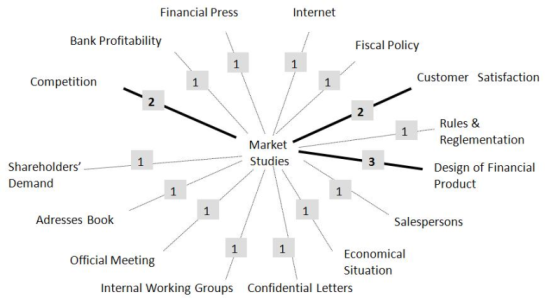 Financial Press
Internet
Bank Profitability
Fiscal Policy
1
1
Competition
1
1
Customer Satisfaction
2
2
Rules &
Reglementation
1
Market
Studies
Shareholders'
Demand
1
3
Design of Financial
Product
1
1
Adresses Book
1
Salespersons
Official Meeting
1
1
Economical
Situation
1
Internal Working Groups
Confidential Letters